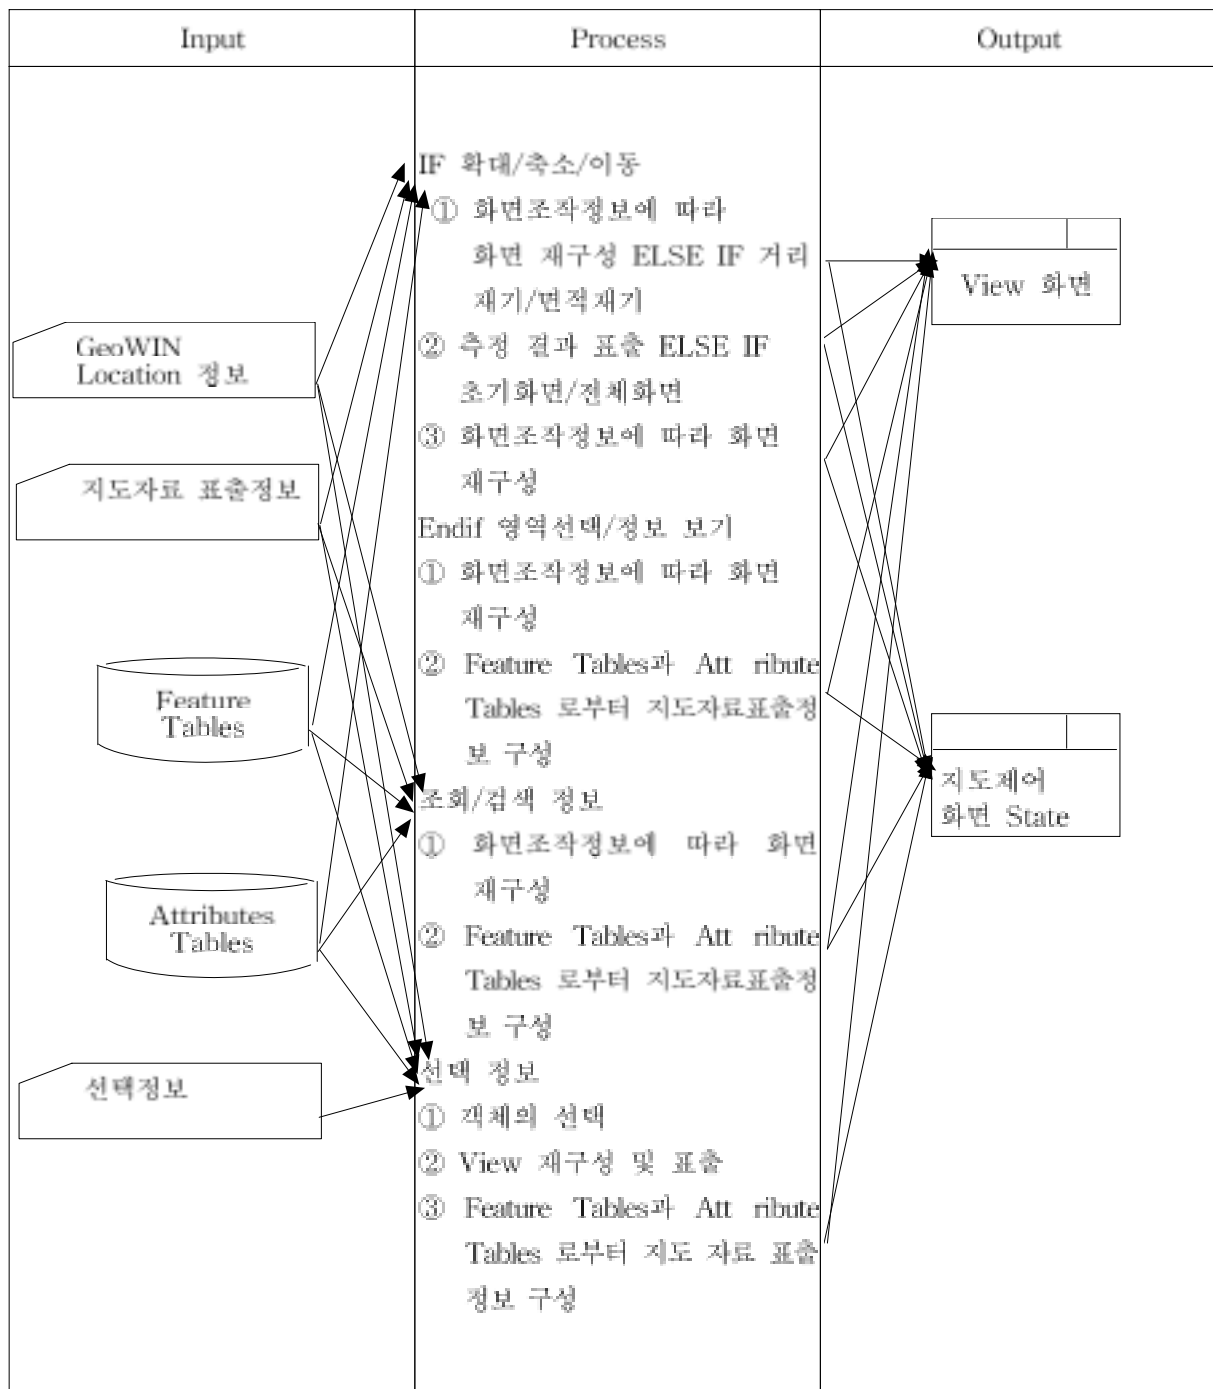 Input
Process
Output
GeoWIN
Location 정보
지도자료 표출정보
Feature
Tables
Attributes
Tables
선택정보
IF 확대/축소/이동
① 화면조작정보에 따라
화면 재구성 ELSE IF 거리
재기/면적재기
② 측정 결과 표출 ELSE IF
초기화면/전체화면
③ 화면조작정보에 따라 화면
재구성
Endif 영역선택/정보 보기
① 화면조작정보에 따라 화면
재구성
② Feature Tables과 Att ribute
Tables 로부터 지도자료표출정
보 구성
조회/검색 정보
① 화면조작정보에 따라 화면
재구성
② Feature Tables과 Att ribute
Tables 로부터 지도자료표출정
보 구성
선택 정보
① 객체의 선택
② View 재구성 및 표출
③ Feature Tables과 Att ribute
Tables 로부터 지도 자료 표출
정보 구성
View 화면
지도제어
화면 State